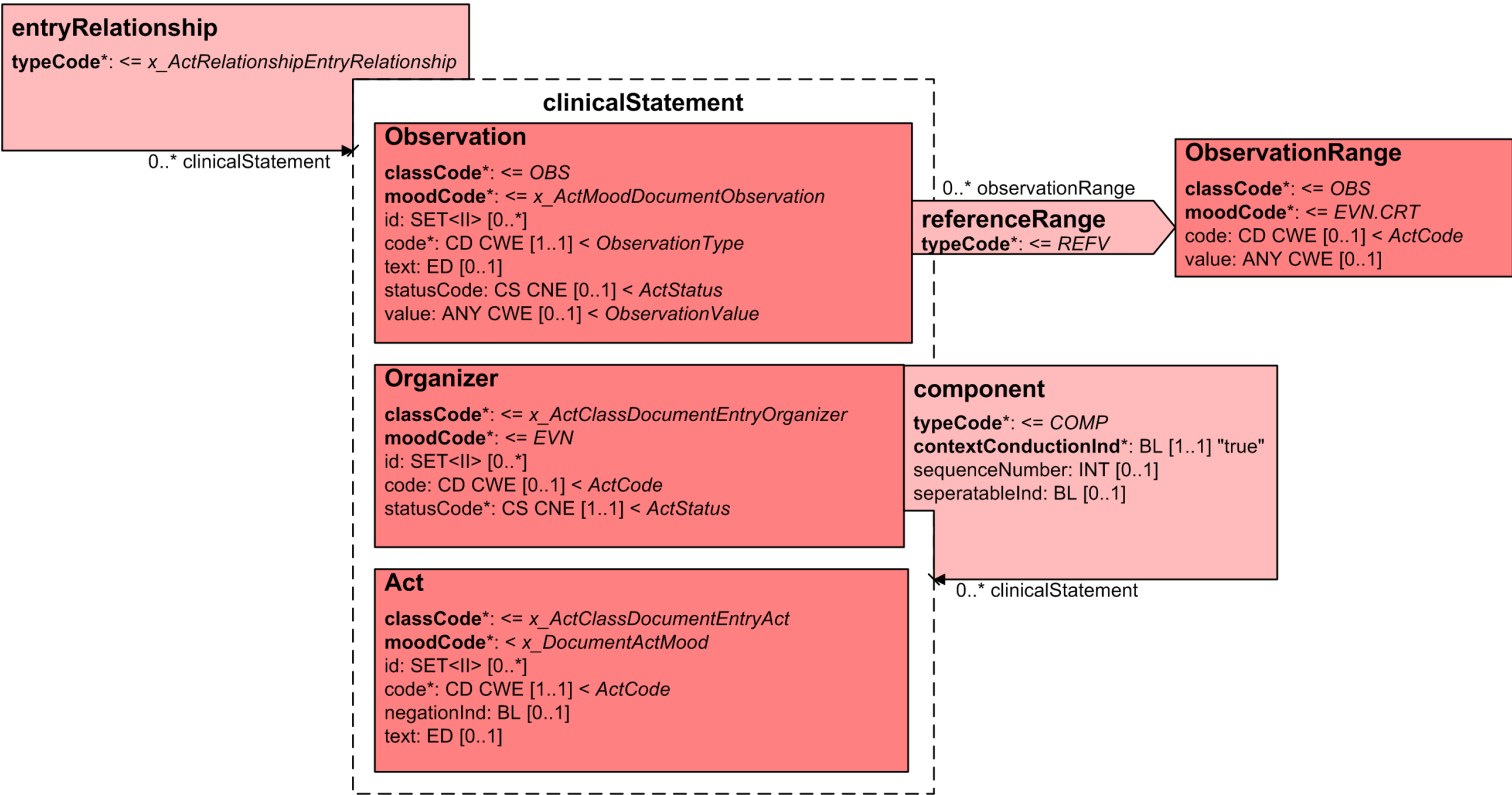 entryRelationship
typeCode*: <= x_ActRelationshipEntryRelationship
0..* clinicalStatement
clinicalStatement
Observation
classCode*: <= OBS
moodCode*: <= x_ActMoodDocumentObservation
id: SET<II> [0..*]
code*: CD CWE [1..1] < ObservationType
text: ED [0..1]
statusCode: CS CNE [0..1] < ActStatus
value: ANY CWE [0..1] < ObservationValue
0..* observationRange
referenceRange
typeCode*: <= REFV
ObservationRange
classCode*: <= OBS
moodCode*: <= EVN.CRT
code: CD CWE [0..1] < ActCode
value: ANY CWE [0..1]
Organizer
classCode*: <= x_ActClassDocumentEntryOrganizer
moodCode*: <= EVN
id: SET<II> [0..*]
code: CD CWE [0..1] < ActCode
statusCode*: CS CNE [1..1] < ActStatus
component
typeCode*: <= COMP
contextConductionInd*: BL [1..1] "true"
sequenceNumber: INT [0..1]
seperatableInd: BL [0..1]
0..* clinicalStatement
Act
classCode*: <= x_ActClassDocumentEntryAct
moodCode*: < x_DocumentActMood
id: SET<II> [0..*]
code*: CD CWE [1..1] < ActCode
negationInd: BL [0..1]
text: ED [0..1]